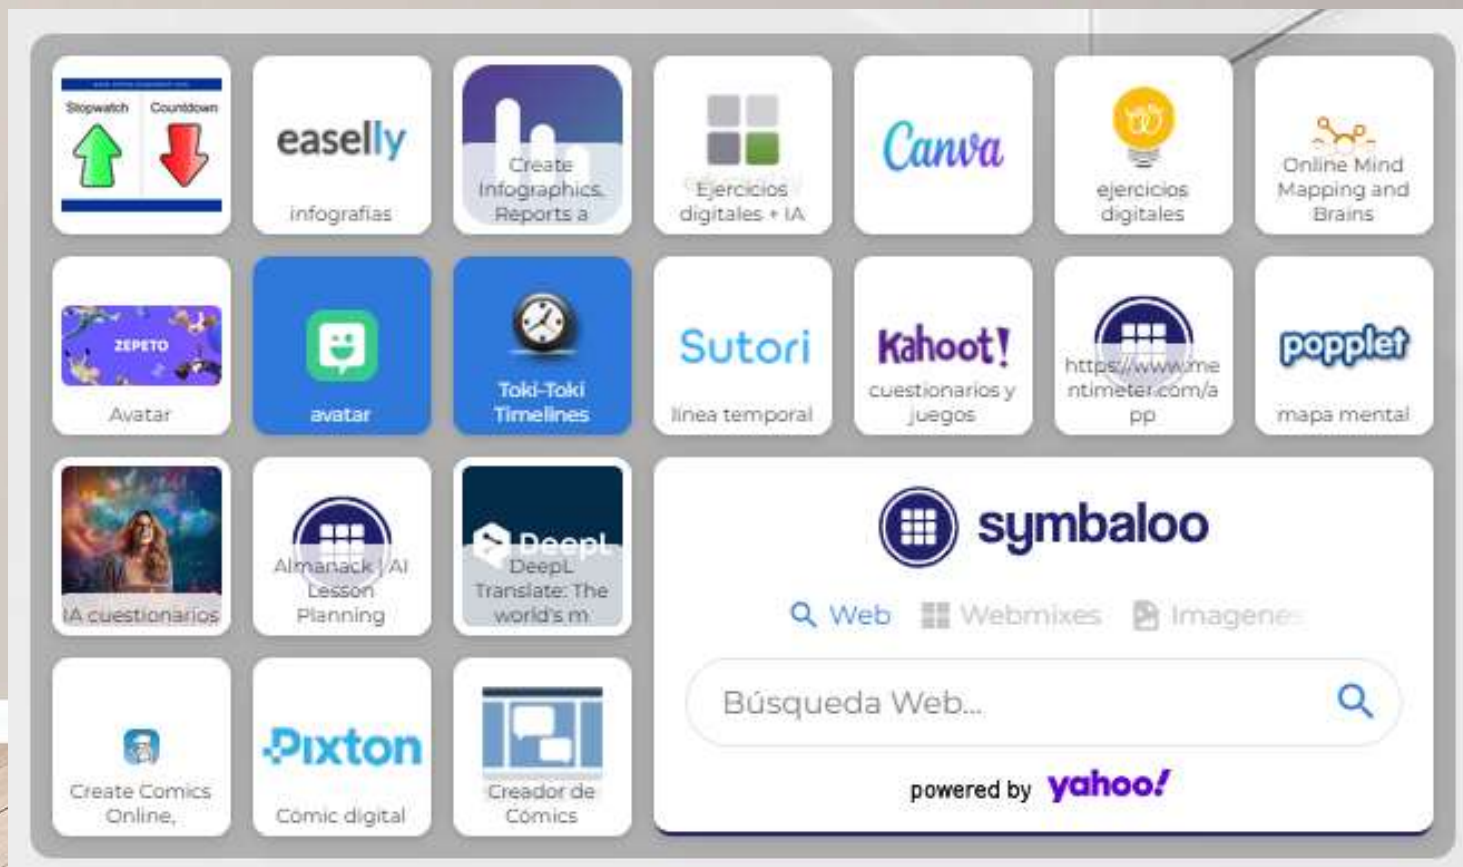 Stopwatch
Countdown
easelly
infografías
Create
Infographics,
Reports a
Ejercicios
digitales + IA
Canva
ejercicios
digitales
Online Mind
Mapping and
Brains
ZEPETO
Avatar
avatar
Toki-Toki
Timelines
Sutori
línea temporal
Kahoot!
cuestionarios y
juegos
https://www.me
ntimeter.com/a
pp
popplet
mapa mental
IA cuestionarios
Almanack | AI
Lesson
Planning
DeepL
DeepL
Translate: The
world's m
symbaloo
Web Webmixes Imagenes
Búsqueda Web...
powered by yahoo!
Create Comics
Online,
Pixton
Cómic digital
Creador de
Cómics